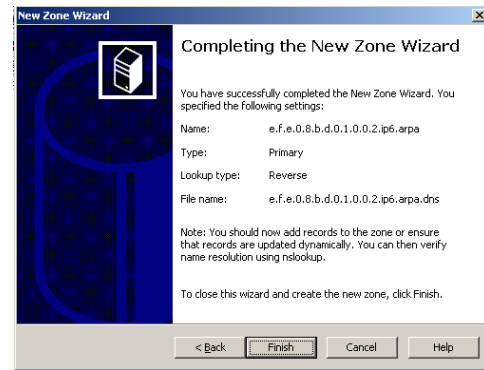 New Zone Wizard
Completing the New Zone Wizard
You have successfully completed the New Zone Wizard. You
specified the following settings:
Name: e.f.e.0.8.b.d.0.1.0.0.2.ip6.arpa
Type: Primary
Lookup type: Reverse
File name: e.f.e.0.8.b.d.0.1.0.0.2.ip6.arpa.dns
Note: You should now add records to the zone or ensure
that records are updated dynamically. You can then verify
name resolution using nslookup.
To close this wizard and create the new zone, click Finish.
< Back Finish Cancel Help